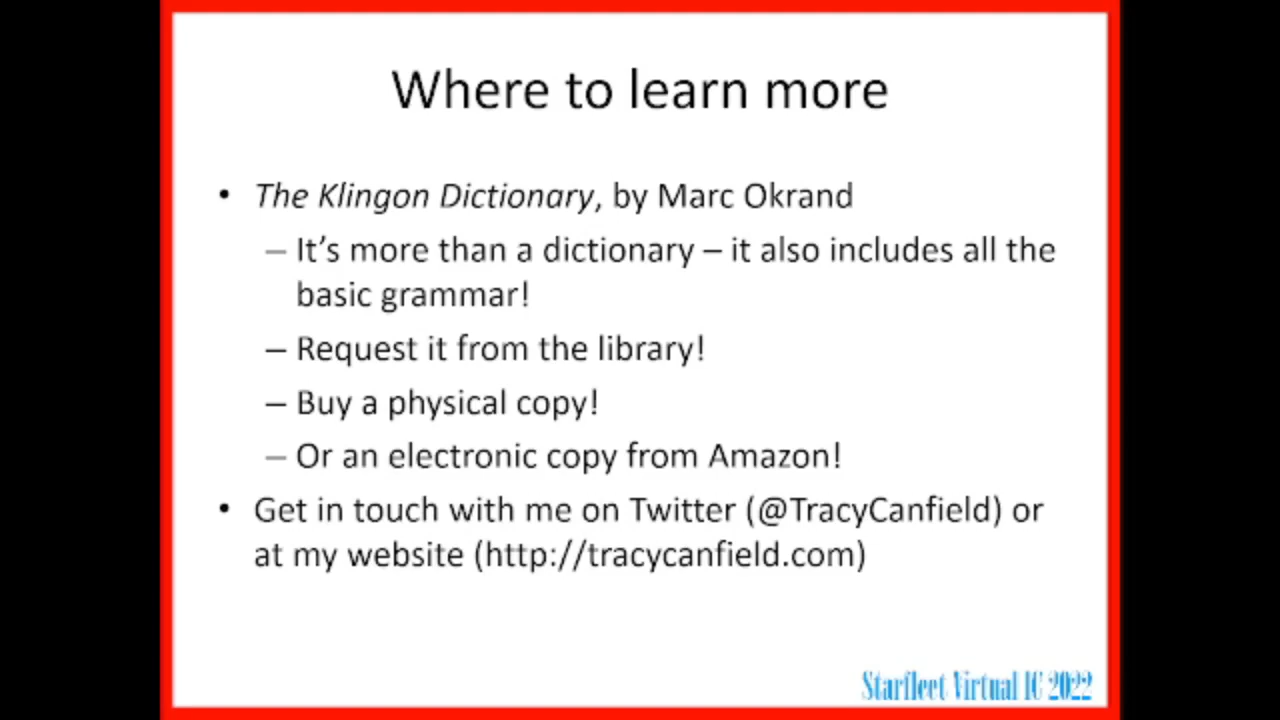 Where to learn more
• The Klingon Dictionary, by Marc Okrand
– It’s more than a dictionary – it also includes all the
basic grammar!
– Request it from the library!
– Buy a physical copy!
– Or an electronic copy from Amazon!
• Get in touch with me on Twitter (@TracyCanfield) or
at my website (http://tracycanfield.com)
Starfleet Virtual IC 2022